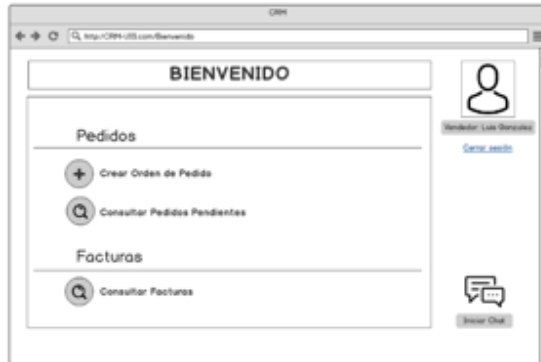 CRM
http://CRM-UIS.com/Bienvenido
BIENVENIDO
Vendedor: Luis Gonzalez
Cerrar sesión
Pedidos
Crear Orden de Pedido
Consultar Pedidos Pendientes
Facturas
Consultar Facturas
Iniciar Chat